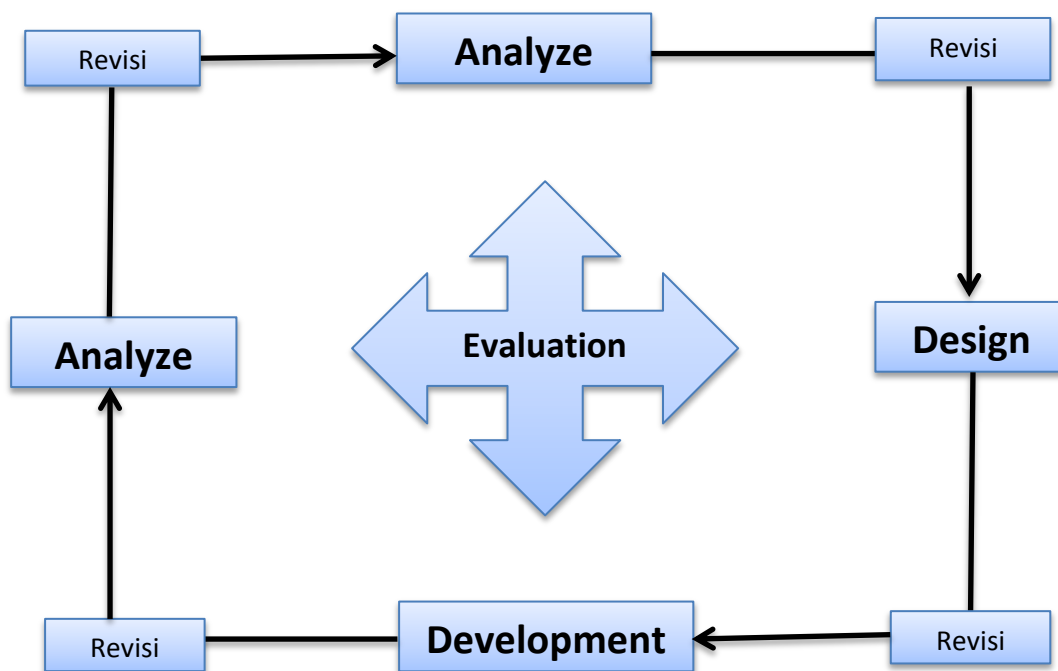 Revisi
Analyze
Revisi
Analyze
Evaluation
Design
Revisi
Development
Revisi